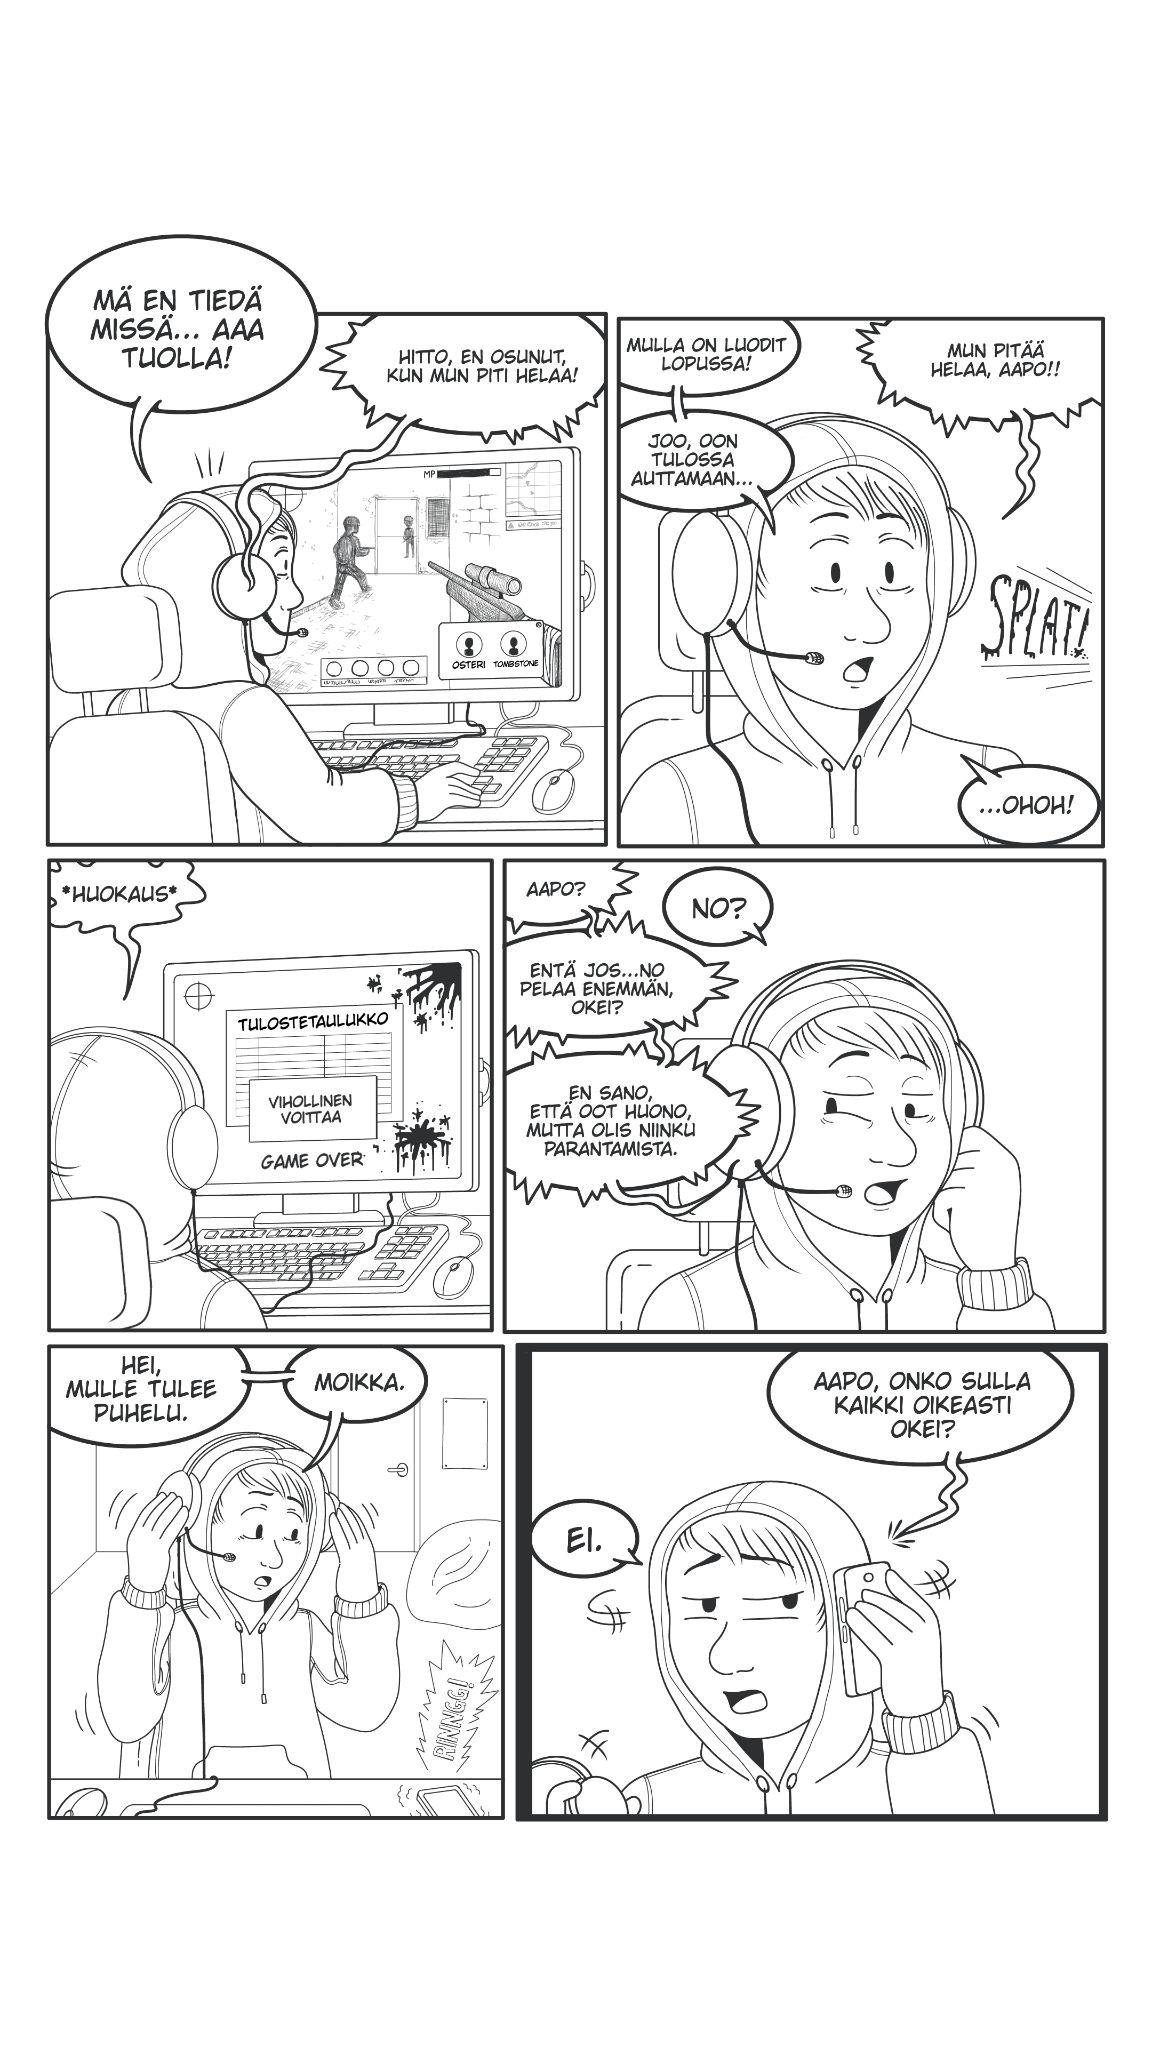 MÄ EN TIEDÄ
MISSÄ... AAA
TUOLLA!
HITTO, EN OSUNUT,
KUN MUN PITI HELAA!
MP
OSTERI TOMBSTONE
MULLA ON LUODIT
LOPUSSA!
JOO, OON
TULOSSA
AUTTAMAAN...
MUN PITÄÄ
HELAA, AAPO!!
SPLAT!
...OHOH!
*HUOKAUS*
TULOSTETAULUKKO
VIHOLLINEN
VOITTAA
GAME OVER
AAPO?
NO?
ENTÄ JOS...NO
PELAA ENEMMÄN,
OKEI?
EN SANO,
ETTÄ OOT HUONO,
MUTTA OLIS NIINKU
PARANTAMISTA.
HEI,
MULLE TULEE
PUHELU.
MOIKKA.
RINNGG!
AAPO, ONKO SULLA
KAIKKI OIKEASTI
OKEI?
EI.